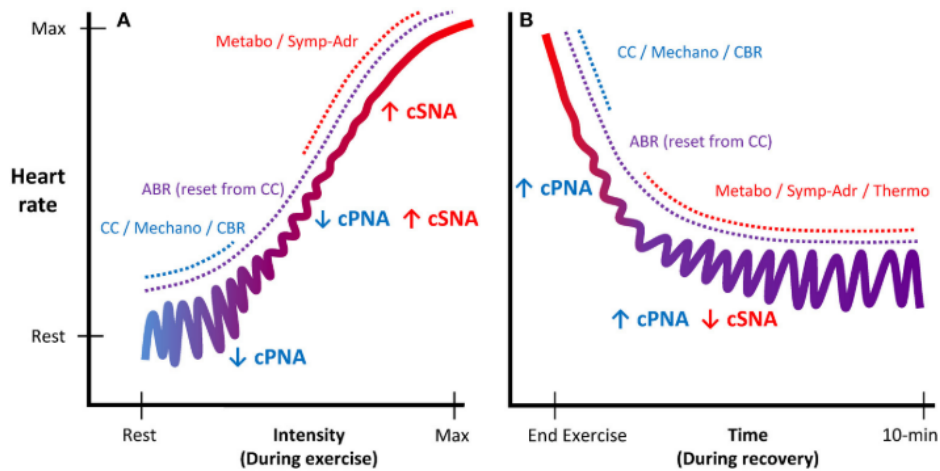 A
Max
Metabo / Symp-Adr
↑ cSNA
Heart
rate
ABR (reset from CC)
↓ cPNA ↑ cSNA
CC / Mechano / CBR
Rest
↓ cPNA
Rest
Intensity
(During exercise)
Max
B
CC / Mechano / CBR
ABR (reset from CC)
↑ cPNA
Metabo / Symp-Adr / Thermo
↑ cPNA ↓ cSNA
End Exercise
Time
(During recovery)
10-min